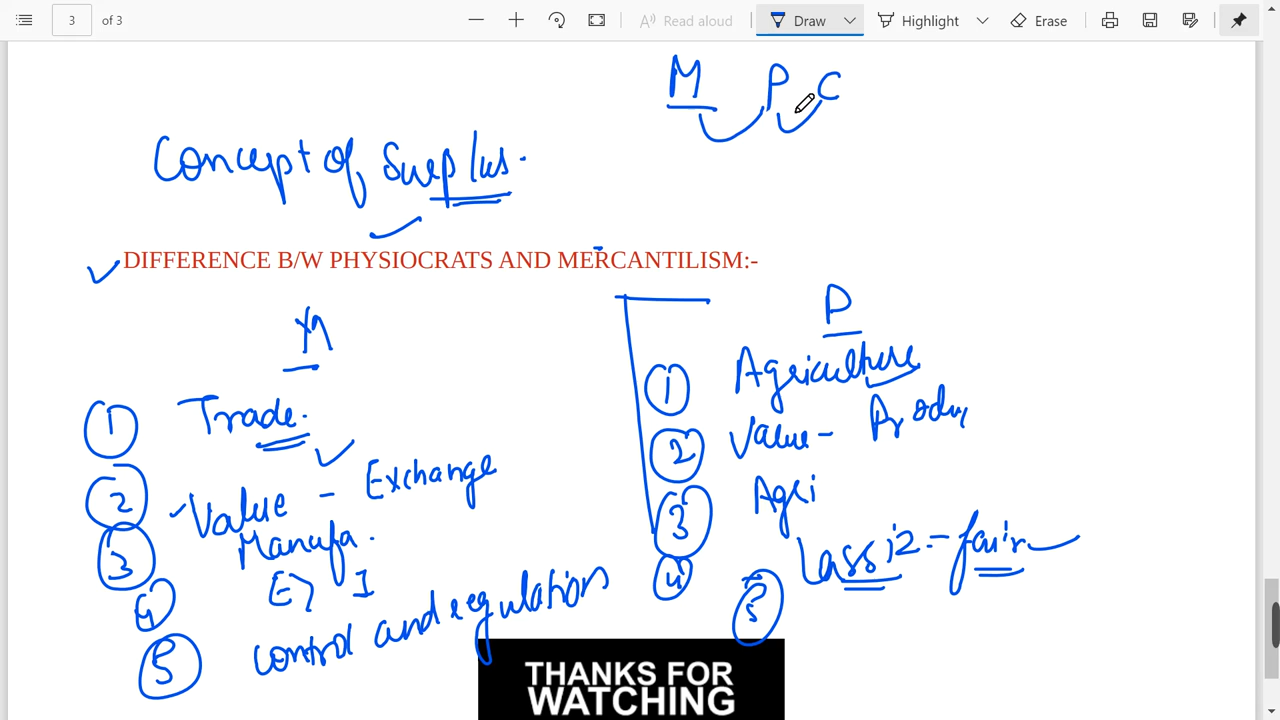 3 of 3
Read aloud
Draw
Highlight
Erase
M P C
Concept of Surplus.
DIFFERENCE B/W PHYSIOCRATS AND MERCANTILISM:-
M
① Trade.
② Value - Exchange
③ Manufa.
④ E> I
⑤ control and regulation
P
① Agriculture
② Value - Produ
③ Agri
④ Lassiz - fair
⑤
THANKS FOR
WATCHING